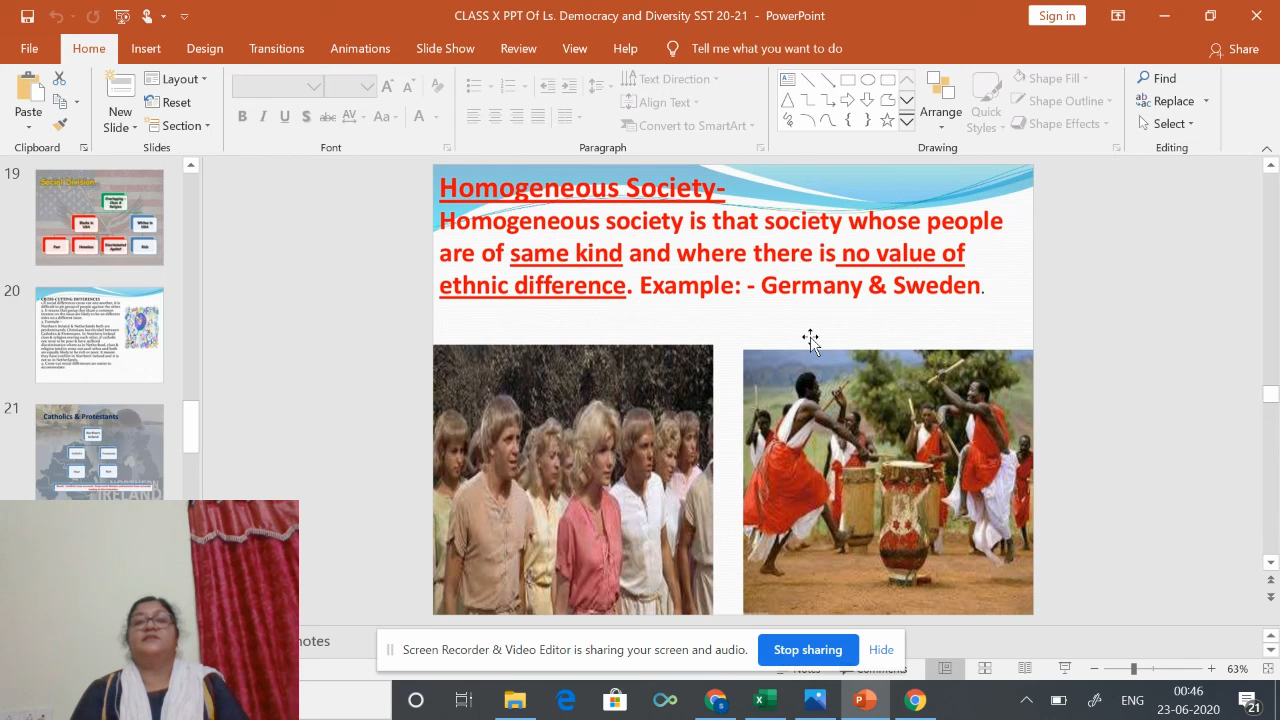 CLASS X PPT Of Ls. Democracy and Diversity SST 20-21 - PowerPoint
Sign in
File Home Insert Design Transitions Animations Slide Show Review View Help Tell me what you want to do
Share
Paste
Clipboard
New Slide
Layout
Reset
Section
Slides
Font
Text Direction
Align Text
Convert to SmartArt
Paragraph
Arrange
Quick Styles
Shape Fill
Shape Outline
Shape Effects
Drawing
Find
Replace
Select
Editing
19
Social Division
20
CROSS-CUTTING DIFFERENCES
21
Catholics & Protestants
Homogeneous Society-
Homogeneous society is that society whose people
are of same kind and where there is no value of
ethnic difference. Example: - Germany & Sweden.
notes
Screen Recorder & Video Editor is sharing your screen and audio.
Stop sharing
Hide
63%
ENG
00:46
23-06-2020
21